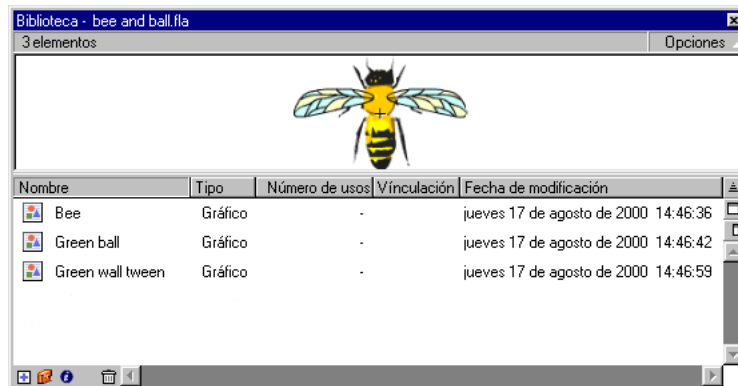 Biblioteca - bee and ball.fla
3 elementos Opciones
Nombre Tipo Número de usos Vínculación Fecha de modificación
Bee Gráfico - jueves 17 de agosto de 2000 14:46:36
Green ball Gráfico - jueves 17 de agosto de 2000 14:46:42
Green wall tween Gráfico - jueves 17 de agosto de 2000 14:46:59